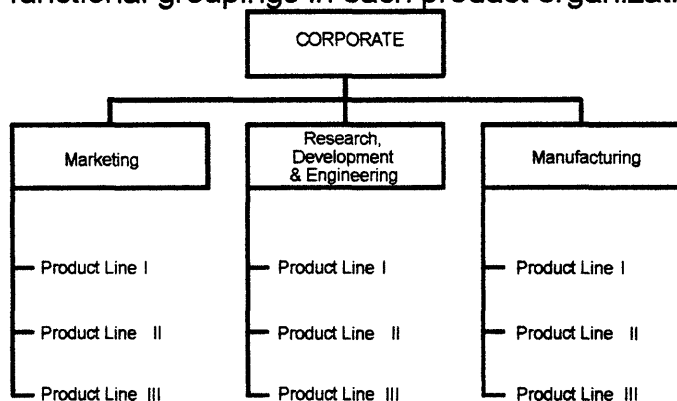 functional groupings in each product organizati
CORPORATE
Marketing
Research,
Development
& Engineering
Manufacturing
Product Line I
Product Line I
Product Line I
Product Line II
Product Line II
Product Line II
Product Line III
Product Line III
Product Line III